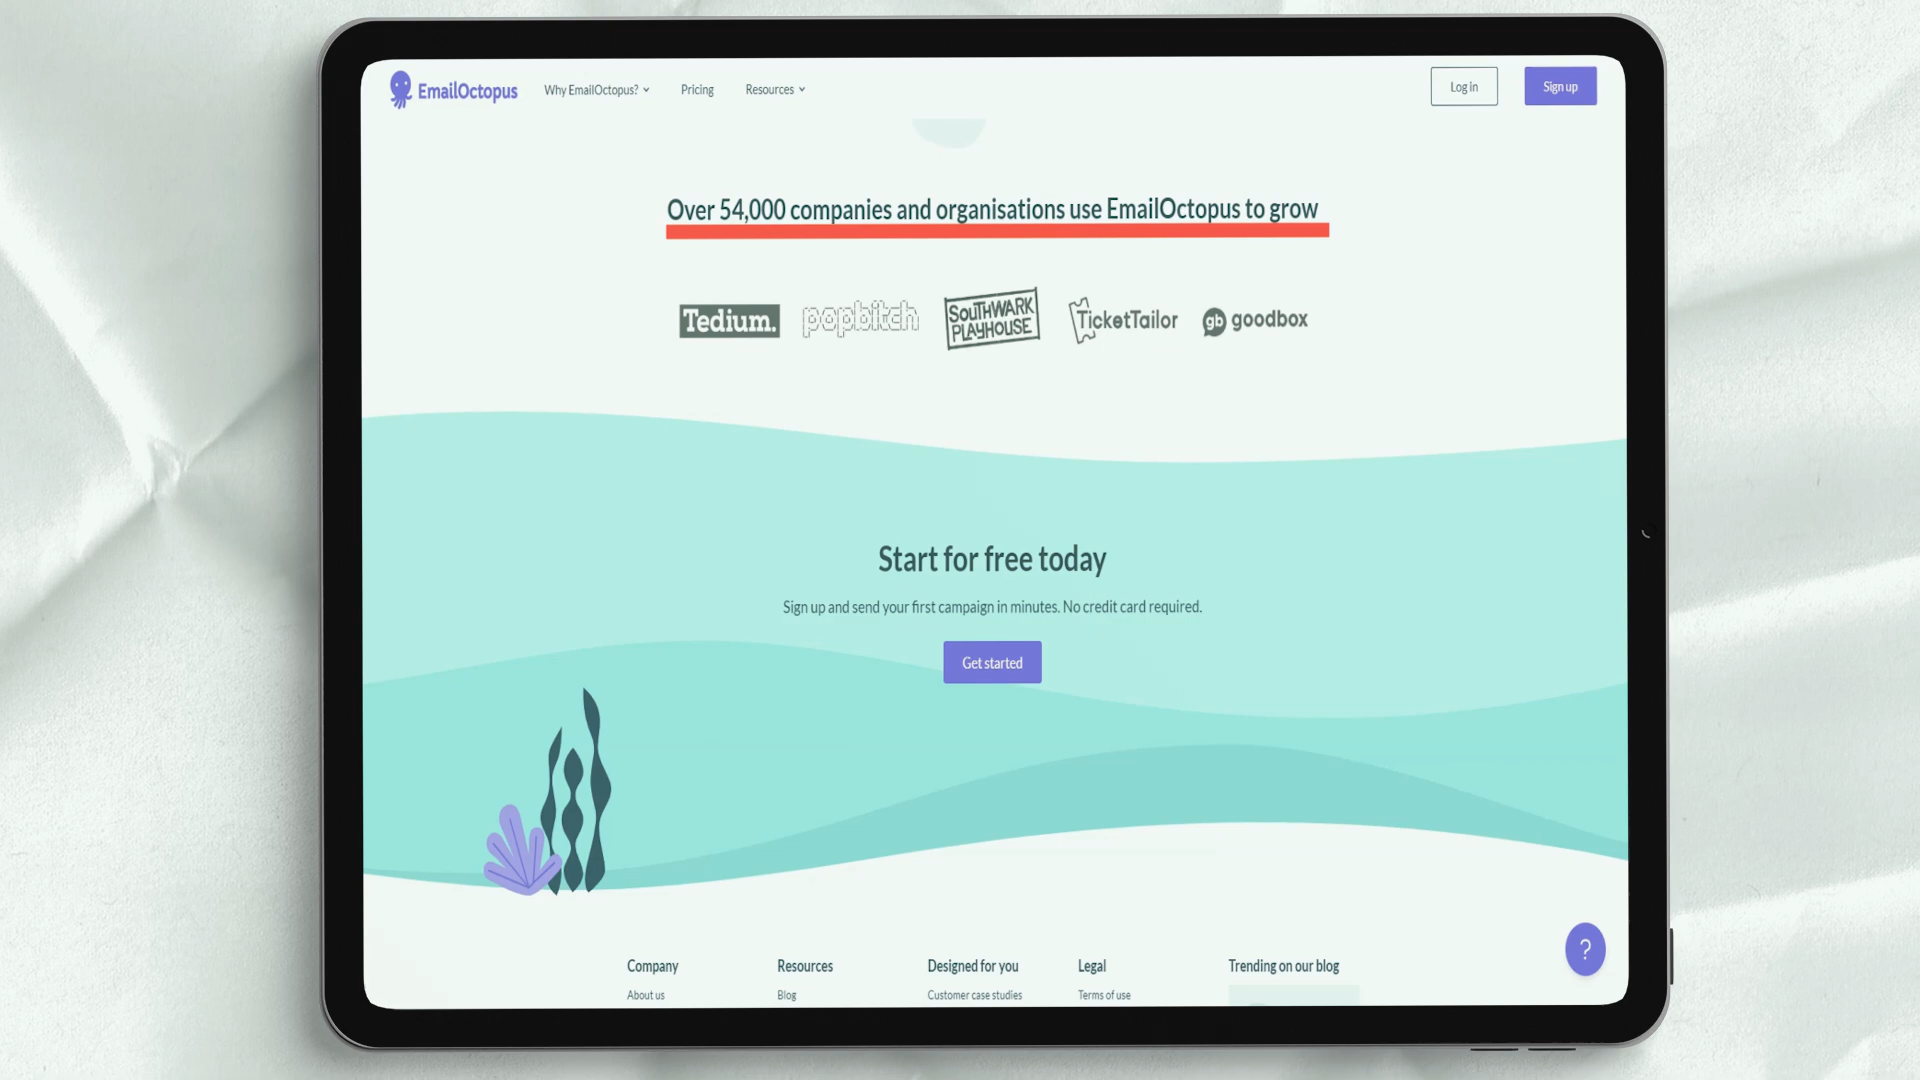 EmailOctopus
Why EmailOctopus?
Pricing
Resources
Log in
Sign up
Over 54,000 companies and organisations use EmailOctopus to grow
Tedium.
popbitch
SOUTHWARK
PLAYHOUSE
TicketTailor
gb goodbox
Start for free today
Sign up and send your first campaign in minutes. No credit card required.
Get started
?
Company
Resources
Designed for you
Legal
Trending on our blog
About us
Blog
Customer case studies
Terms of use